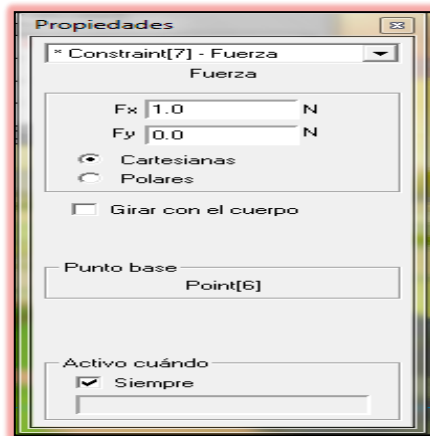 Propiedades
* Constraint[7] - Fuerza
Fuerza
Fx 1.0 N
Fy 0.0 N
Cartesianas
Polares
Girar con el cuerpo
Punto base
Point[6]
Activo cuándo
Siempre